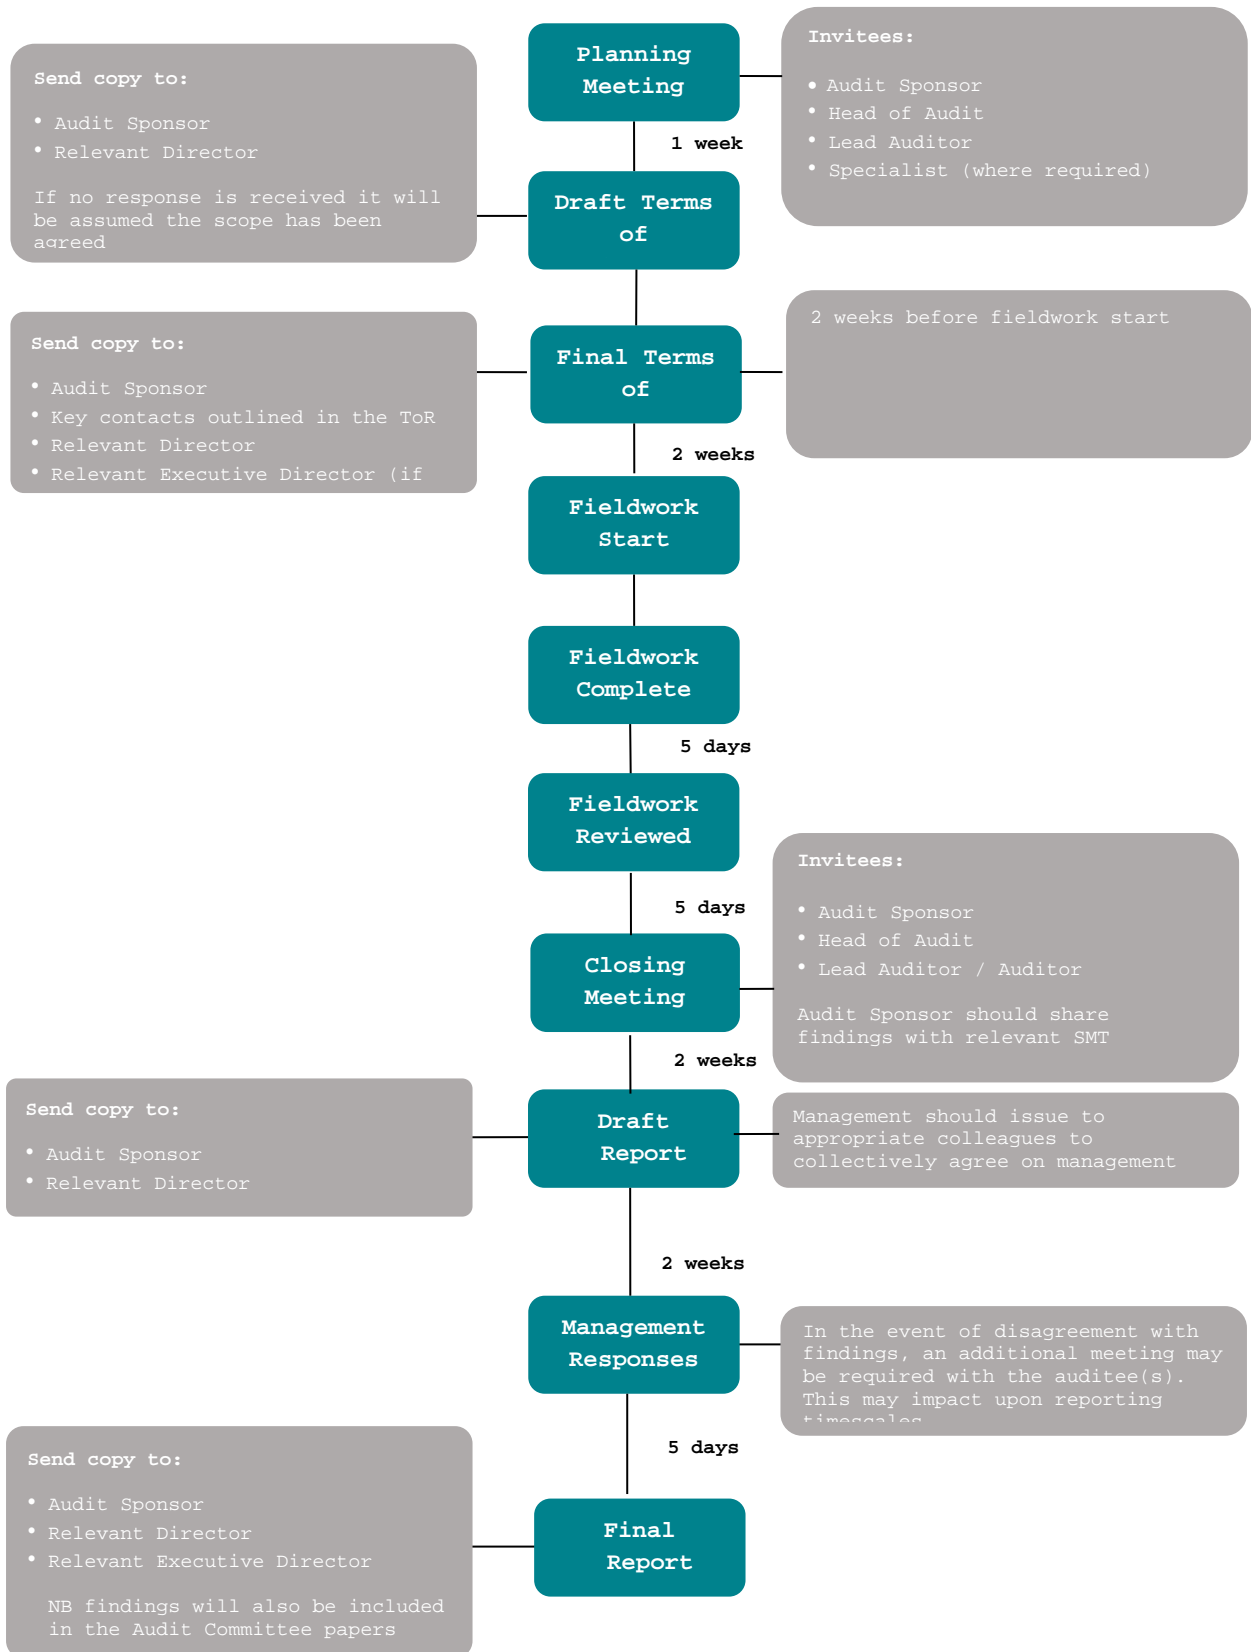 Planning
Meeting
Invitees:
• Audit Sponsor
• Head of Audit
• Lead Auditor
• Specialist (where required)
1 week
Send copy to:
• Audit Sponsor
• Relevant Director
If no response is received it will
be assumed the scope has been
agreed
Draft Terms
of
Send copy to:
• Audit Sponsor
• Key contacts outlined in the ToR
• Relevant Director
• Relevant Executive Director (if
Final Terms
of
2 weeks before fieldwork start
2 weeks
Fieldwork
Start
Fieldwork
Complete
5 days
Fieldwork
Reviewed
5 days
Closing
Meeting
Invitees:
• Audit Sponsor
• Head of Audit
• Lead Auditor / Auditor
Audit Sponsor should share
findings with relevant SMT
2 weeks
Send copy to:
• Audit Sponsor
• Relevant Director
Draft
Report
Management should issue to
appropriate colleagues to
collectively agree on management
2 weeks
Management
Responses
In the event of disagreement with
findings, an additional meeting may
be required with the auditee(s).
This may impact upon reporting
timescales
5 days
Send copy to:
• Audit Sponsor
• Relevant Director
• Relevant Executive Director
NB findings will also be included
in the Audit Committee papers
Final
Report